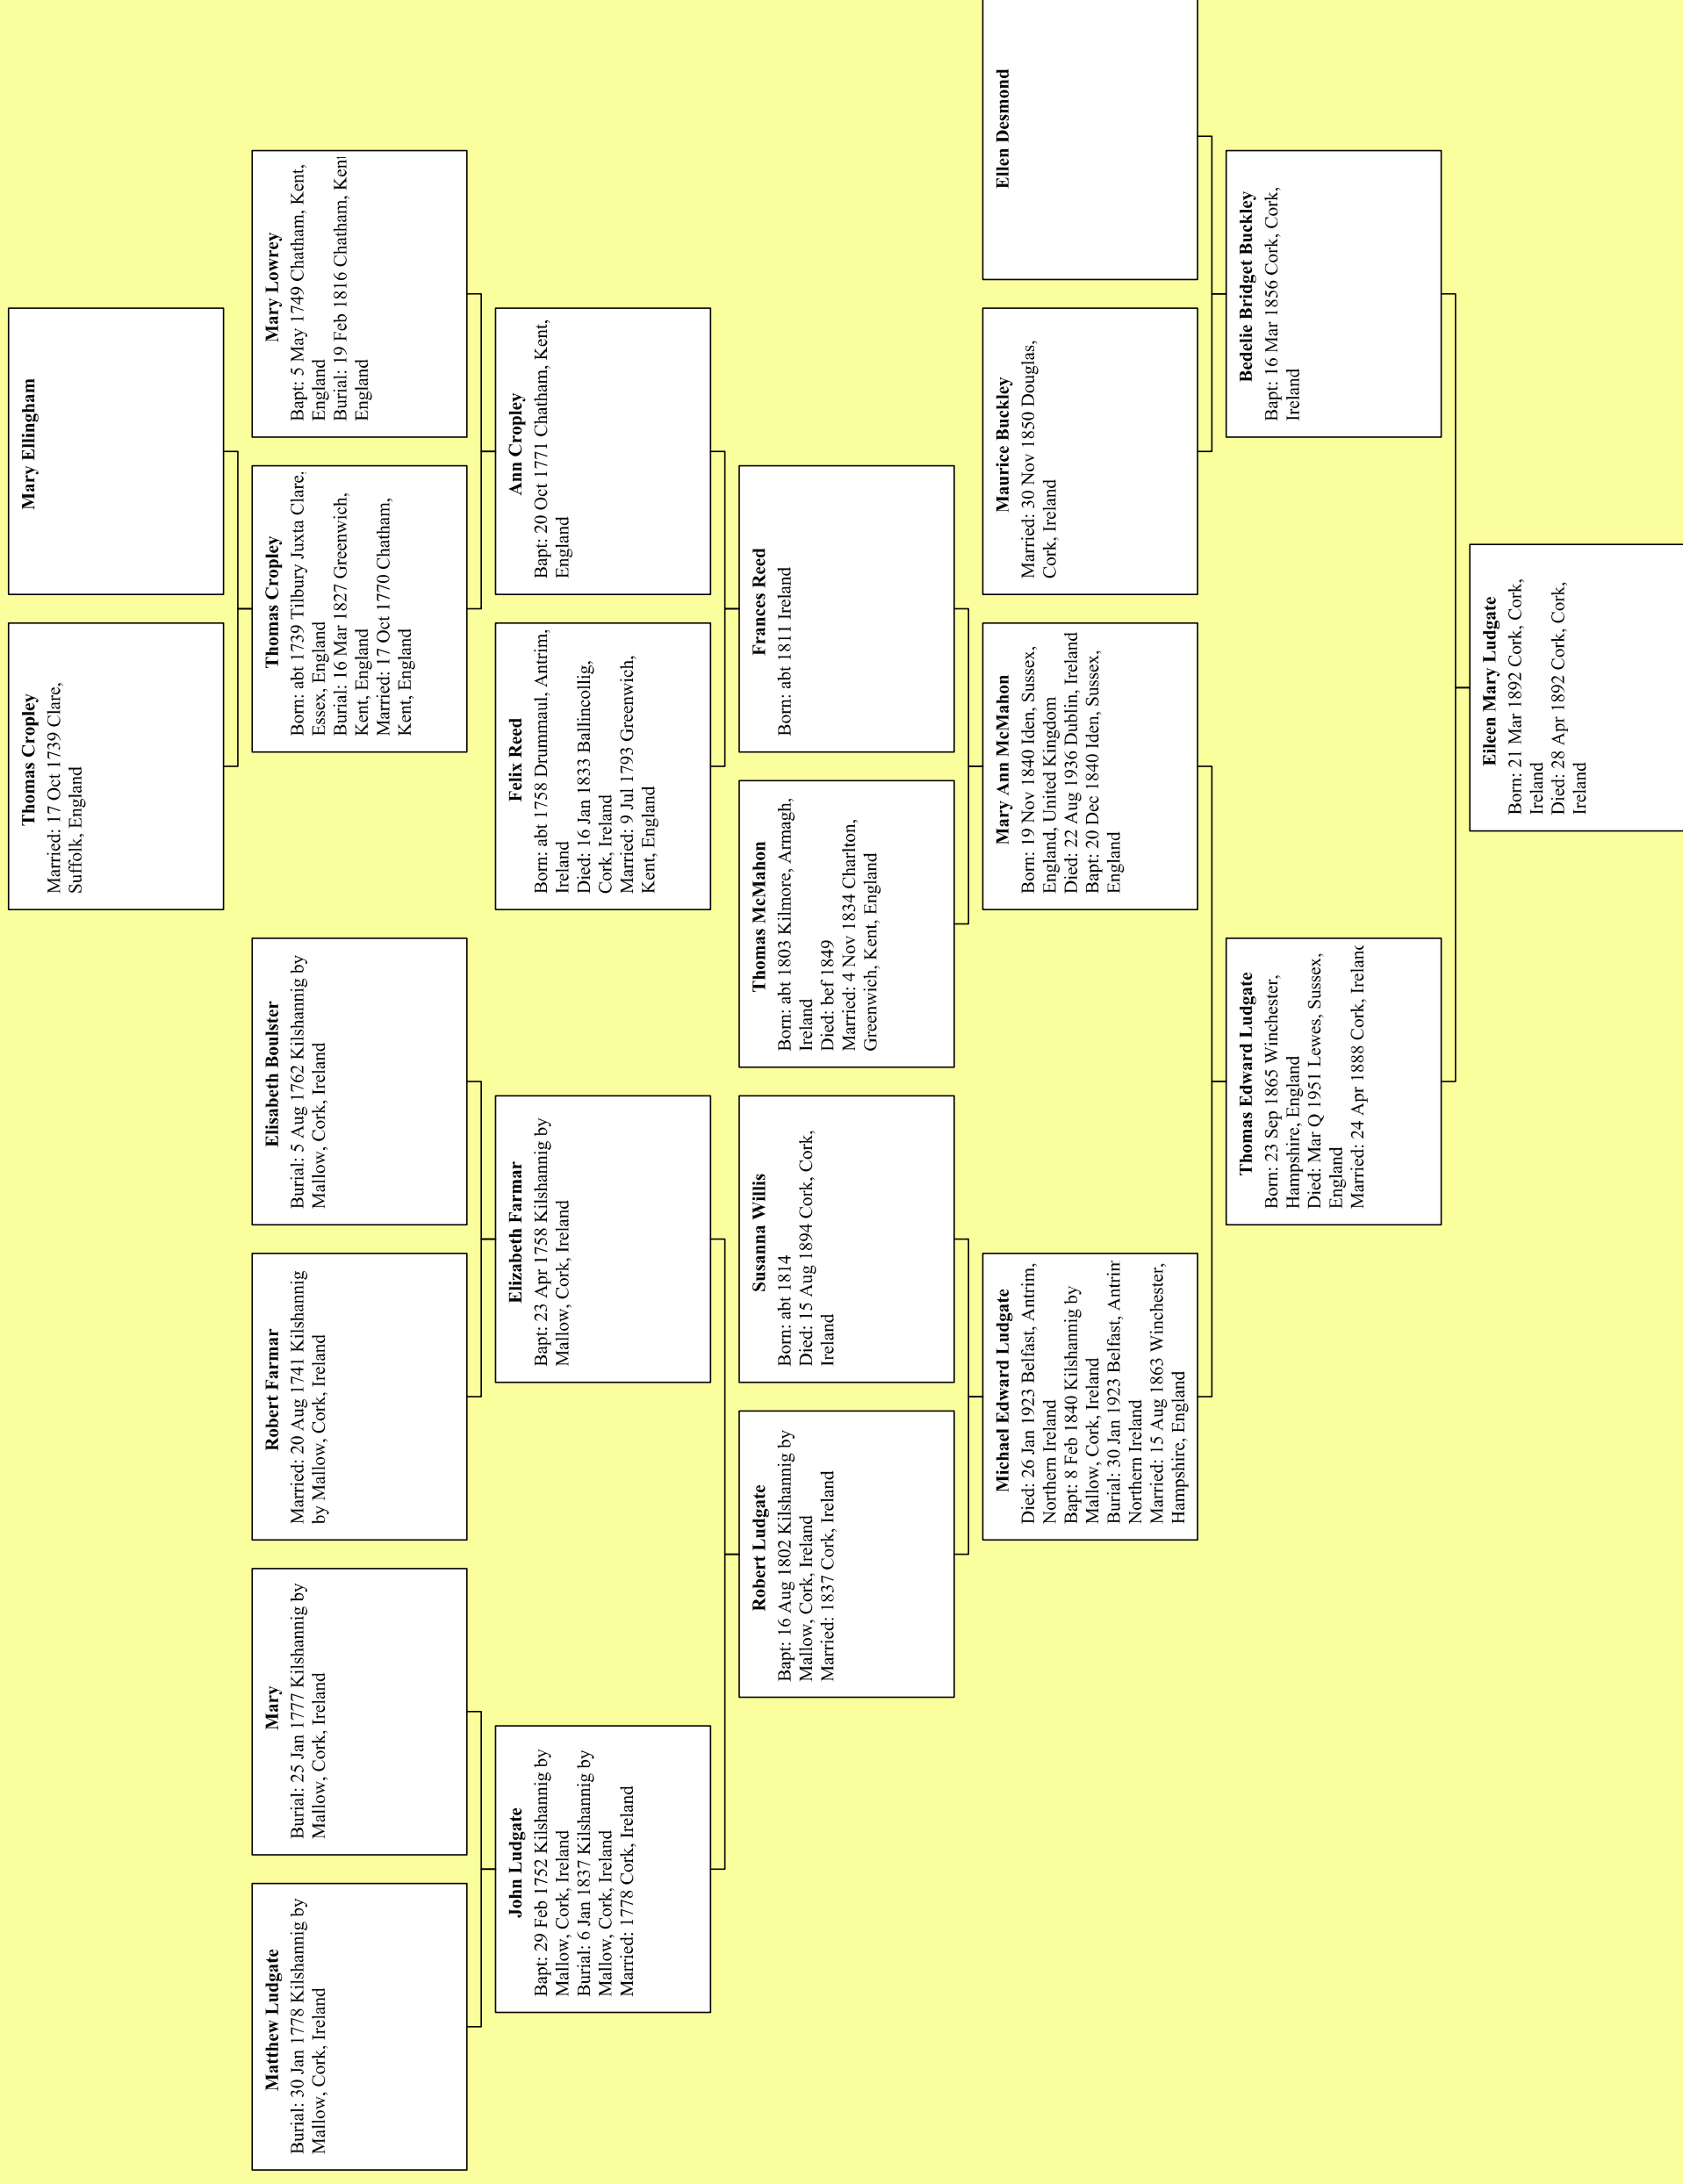 Thomas Cropley
Married: 17 Oct 1739 Clare,
Suffolk, England
Mary Ellingham
Matthew Ludgate
Burial: 30 Jan 1778 Kilshannig by
Mallow, Cork, Ireland
Mary
Burial: 25 Jan 1777 Kilshannig by
Mallow, Cork, Ireland
Robert Farmar
Married: 20 Aug 1741 Kilshannig
by Mallow, Cork, Ireland
Elisabeth Boulster
Burial: 5 Aug 1762 Kilshannig by
Mallow, Cork, Ireland
Thomas Cropley
Born: abt 1739 Tilbury Juxta Clare,
Essex, England
Burial: 16 Mar 1827 Greenwich,
Kent, England
Married: 17 Oct 1770 Chatham,
Kent, England
Mary Lowrey
Bapt: 5 May 1749 Chatham, Kent,
England
Burial: 19 Feb 1816 Chatham, Kent
England
John Ludgate
Bapt: 29 Feb 1752 Kilshannig by
Mallow, Cork, Ireland
Burial: 6 Jan 1837 Kilshannig by
Mallow, Cork, Ireland
Married: 1778 Cork, Ireland
Elizabeth Farmar
Bapt: 23 Apr 1758 Kilshannig by
Mallow, Cork, Ireland
Felix Reed
Born: abt 1758 Drummaul, Antrim,
Ireland
Died: 16 Jan 1833 Ballincollig,
Cork, Ireland
Married: 9 Jul 1793 Greenwich,
Kent, England
Ann Cropley
Bapt: 20 Oct 1771 Chatham, Kent,
England
Robert Ludgate
Bapt: 16 Aug 1802 Kilshannig by
Mallow, Cork, Ireland
Married: 1837 Cork, Ireland
Susanna Willis
Born: abt 1814
Died: 15 Aug 1894 Cork, Cork,
Ireland
Thomas McMahon
Born: abt 1803 Kilmore, Armagh,
Ireland
Died: bef 1849
Married: 4 Nov 1834 Charlton,
Greenwich, Kent, England
Frances Reed
Born: abt 1811 Ireland
Michael Edward Ludgate
Died: 26 Jan 1923 Belfast, Antrim,
Northern Ireland
Bapt: 8 Feb 1840 Kilshannig by
Mallow, Cork, Ireland
Burial: 30 Jan 1923 Belfast, Antrim
Northern Ireland
Married: 15 Aug 1863 Winchester,
Hampshire, England
Mary Ann McMahon
Born: 19 Nov 1840 Iden, Sussex,
England, United Kingdom
Died: 22 Aug 1936 Dublin, Ireland
Bapt: 20 Dec 1840 Iden, Sussex,
England
Maurice Buckley
Married: 30 Nov 1850 Douglas,
Cork, Ireland
Ellen Desmond
Thomas Edward Ludgate
Born: 23 Sep 1865 Winchester,
Hampshire, England
Died: Mar Q 1951 Lewes, Sussex,
England
Married: 24 Apr 1888 Cork, Ireland
Bedelie Bridget Buckley
Bapt: 16 Mar 1856 Cork, Cork,
Ireland
Eileen Mary Ludgate
Born: 21 Mar 1892 Cork, Cork,
Ireland
Died: 28 Apr 1892 Cork, Cork,
Ireland